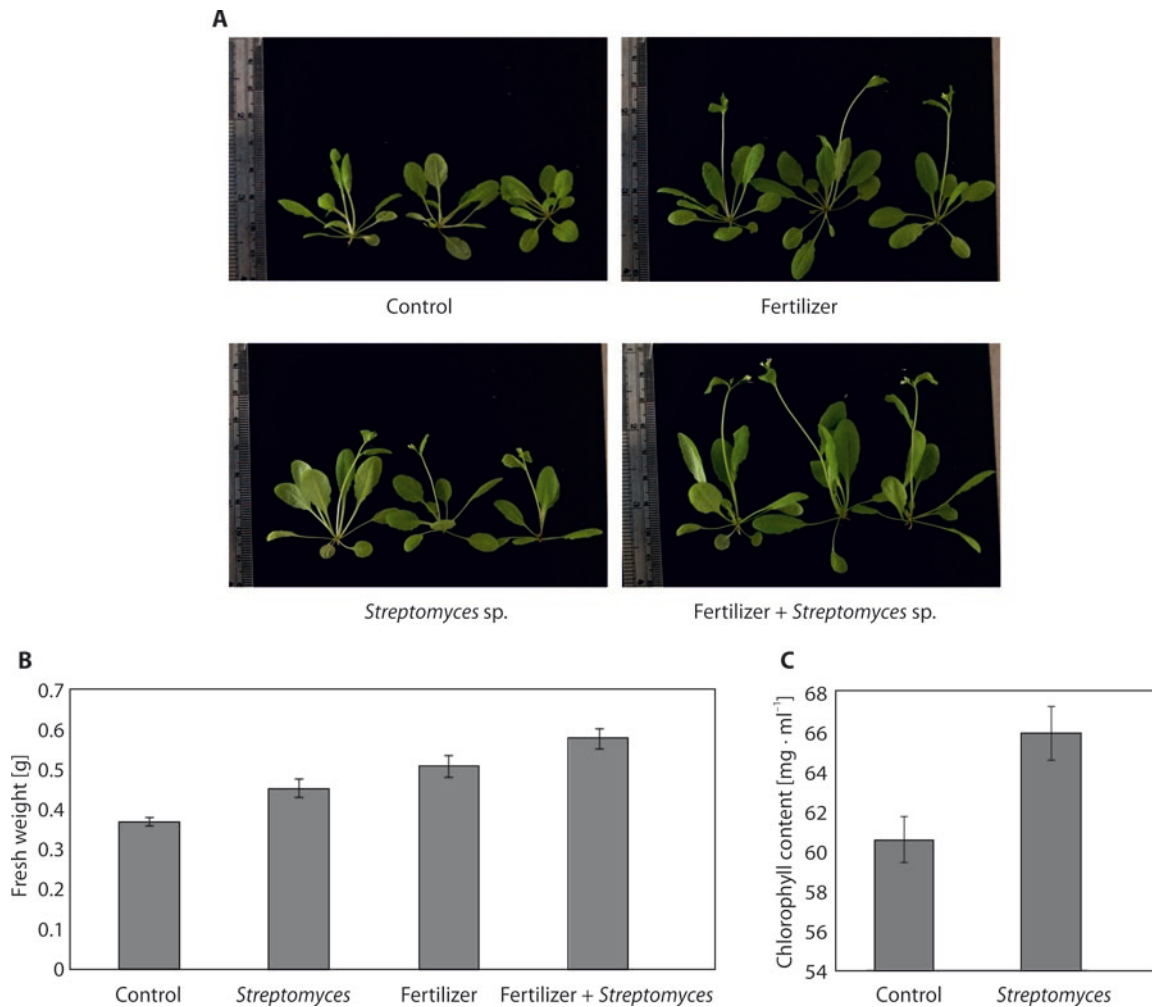 A
Control
Fertilizer
Streptomyces sp.
Fertilizer + Streptomyces sp.
B
Fresh weight [g]
0.7
0.6
0.5
0.4
0.3
0.2
0.1
0
Control
Streptomyces
Fertilizer
Fertilizer + Streptomyces
C
Chlorophyll content [mg · ml⁻¹]
68
66
64
62
60
58
56
54
Control
Streptomyces